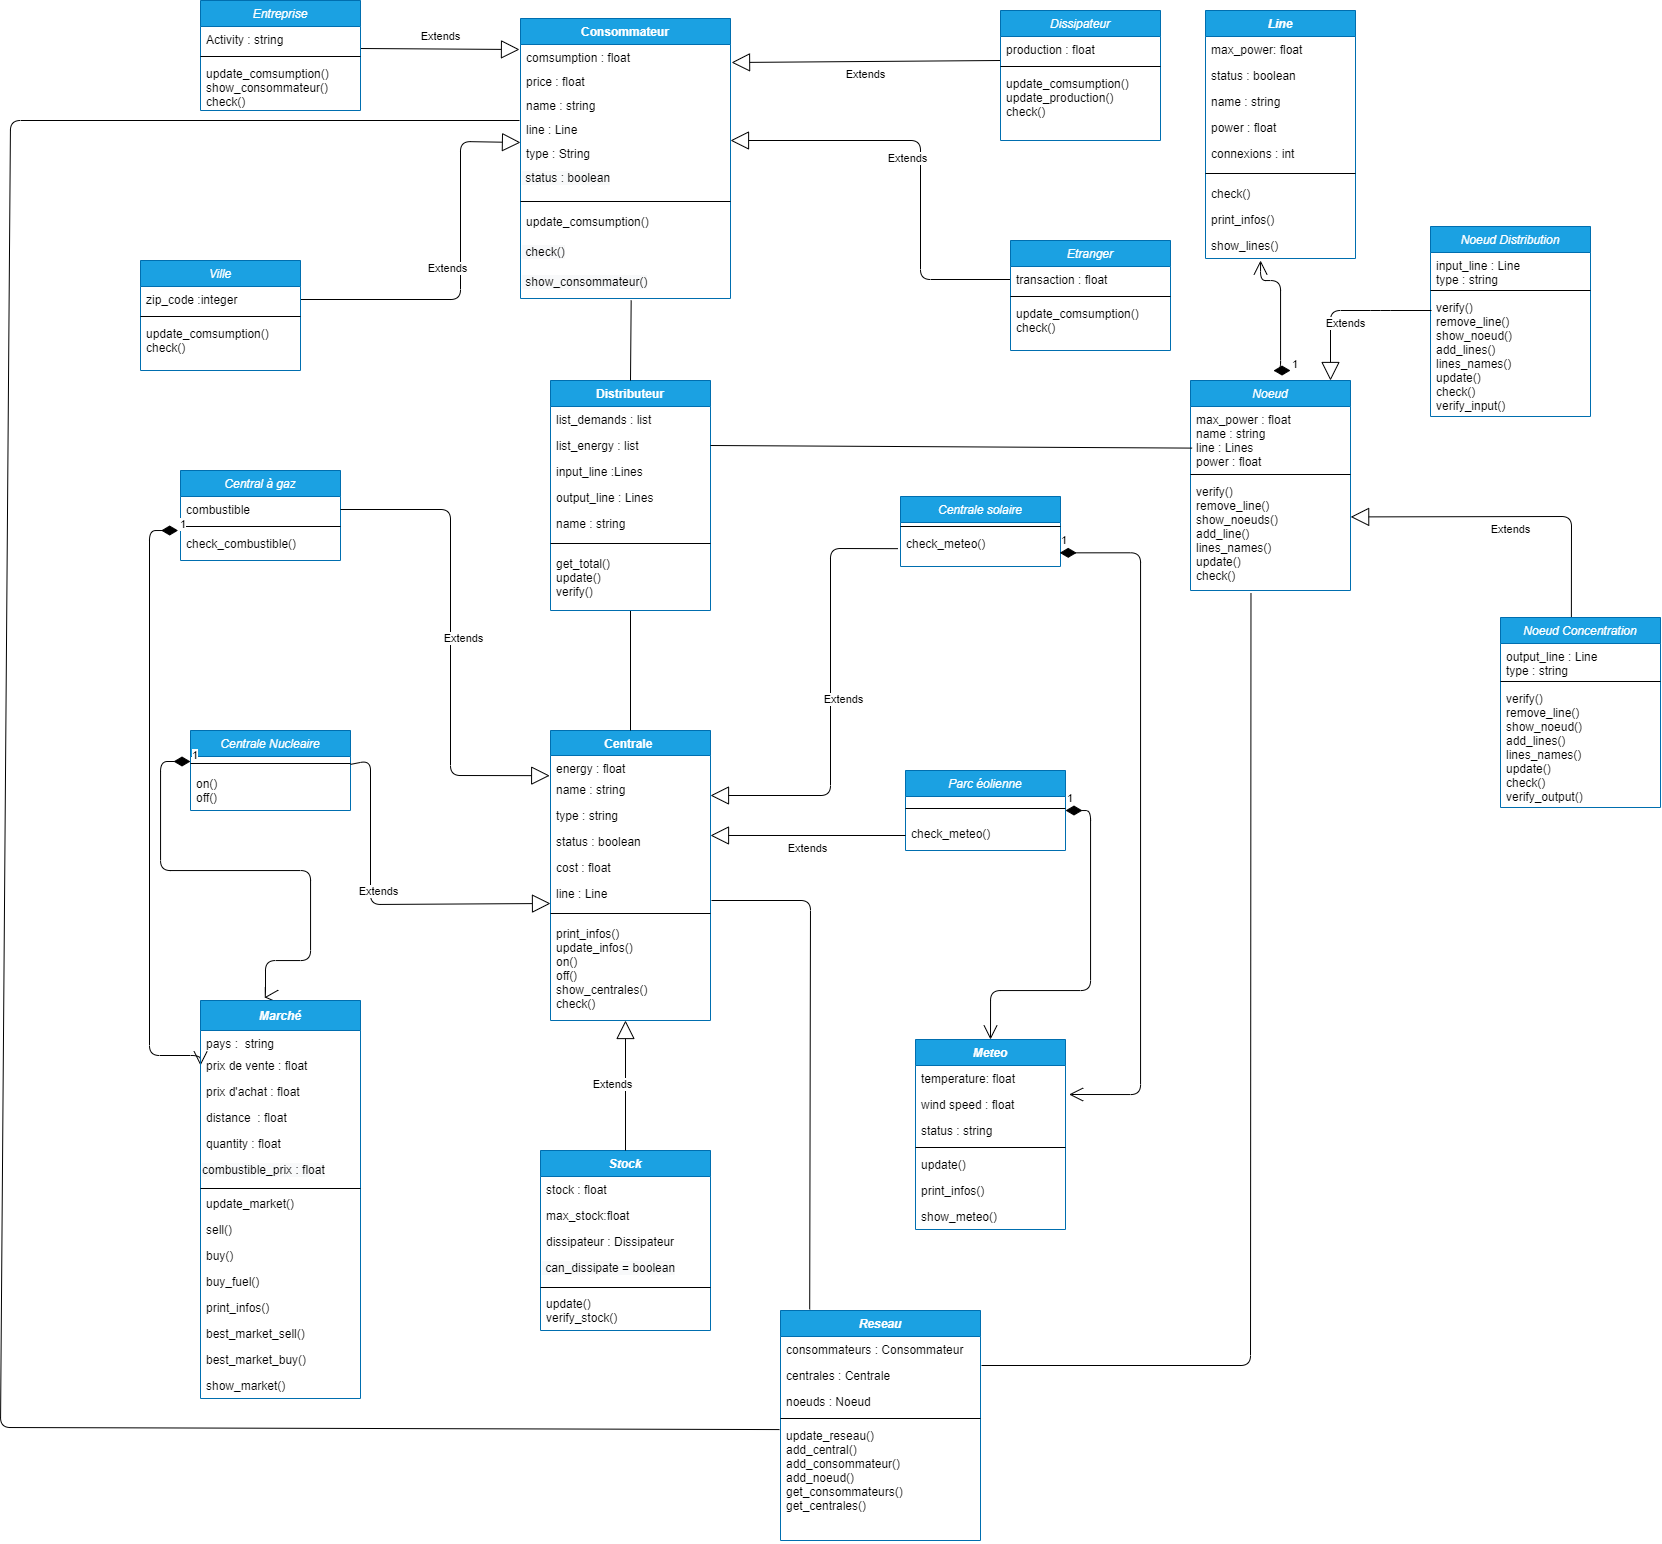 Entreprise
Activity : string
update_comsumption()
show_consommateur()
check()
Extends
Consommateur
comsumption : float
price : float
name : string
line : Line
type : String
status : boolean
update_comsumption()
check()
show_consommateur()
Extends
Dissipateur
production : float
update_comsumption()
update_production()
check()
Extends
Line
max_power: float
status : boolean
name : string
power : float
connexions : int
check()
print_infos()
show_lines()
Ville
zip_code :integer
update_comsumption()
check()
Extends
Etranger
transaction : float
update_comsumption()
check()
Noeud Distribution
input_line : Line
type : string
verify()
remove_line()
show_noeud()
add_lines()
lines_names()
update()
check()
verify_input()
Extends
1
Distributeur
list_demands : list
list_energy : list
input_line :Lines
output_line : Lines
name : string
get_total()
update()
verify()
Noeud
max_power : float
name : string
line : Lines
power : float
verify()
remove_line()
show_noeuds()
add_line()
lines_names()
update()
check()
Extends
Central à gaz
combustible
check_combustible()
1
Extends
Centrale solaire
check_meteo()
1
Extends
Noeud Concentration
output_line : Line
type : string
verify()
remove_line()
show_noeud()
add_lines()
lines_names()
update()
check()
verify_output()
Centrale Nucleaire
on()
off()
1
Extends
Centrale
energy : float
name : string
type : string
status : boolean
cost : float
line : Line
print_infos()
update_infos()
on()
off()
show_centrales()
check()
Parc éolienne
check_meteo()
1
Extends
Marché
pays :  string
prix de vente : float
prix d'achat : float
distance  : float
quantity : float
combustible_prix : float
update_market()
sell()
buy()
buy_fuel()
print_infos()
best_market_sell()
best_market_buy()
show_market()
Extends
Stock
stock : float
max_stock:float
dissipateur : Dissipateur
can_dissipate = boolean
update()
verify_stock()
Meteo
temperature: float
wind speed : float
status : string
update()
print_infos()
show_meteo()
Reseau
consommateurs : Consommateur
centrales : Centrale
noeuds : Noeud
update_reseau()
add_central()
add_consommateur()
add_noeud()
get_consommateurs()
get_centrales()